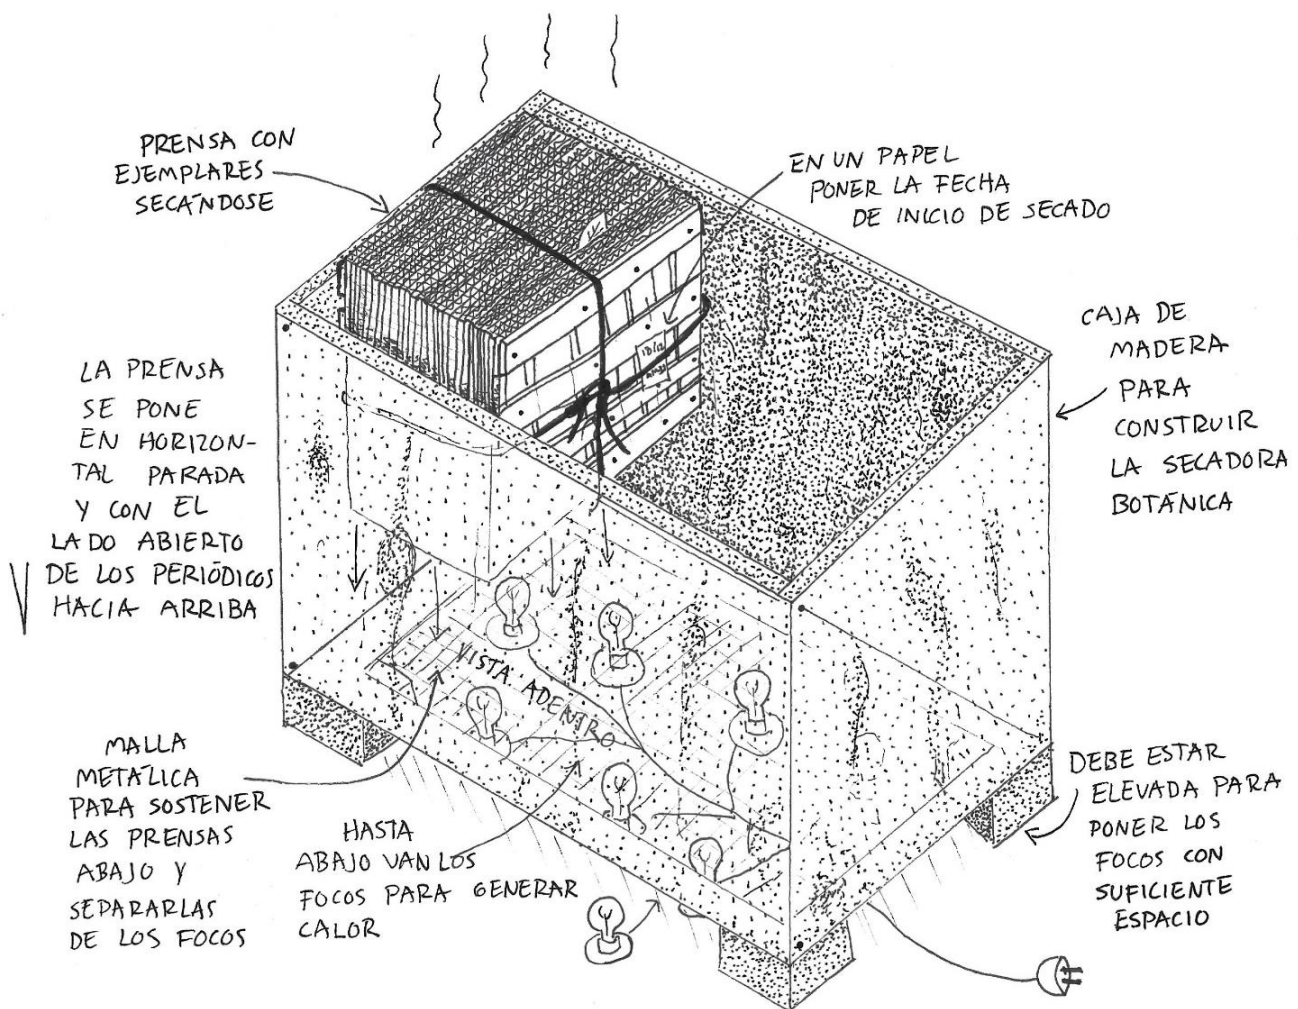 PRENSA CON
EJEMPLARES
SECÁNDOSE
EN UN PAPEL
PONER LA FECHA
DE INICIO DE SECADO
CAJA DE
MADERA
PARA
CONSTRUIR
LA SECADORA
BOTÁNICA
LA PRENSA
SE PONE
EN HORIZON-
TAL PARADA
Y CON EL
LADO ABIERTO
DE LOS PERIÓDICOS
HACIA ARRIBA
VISTA ADENTRO
MALLA
METÁLICA
PARA SOSTENER
LAS PRENSAS
ABAJO Y
SEPARARLAS
DE LOS FOCOS
HASTA
ABAJO VAN LOS
FOCOS PARA GENERAR
CALOR
DEBE ESTAR
ELEVADA PARA
PONER LOS
FOCOS CON
SUFICIENTE
ESPACIO